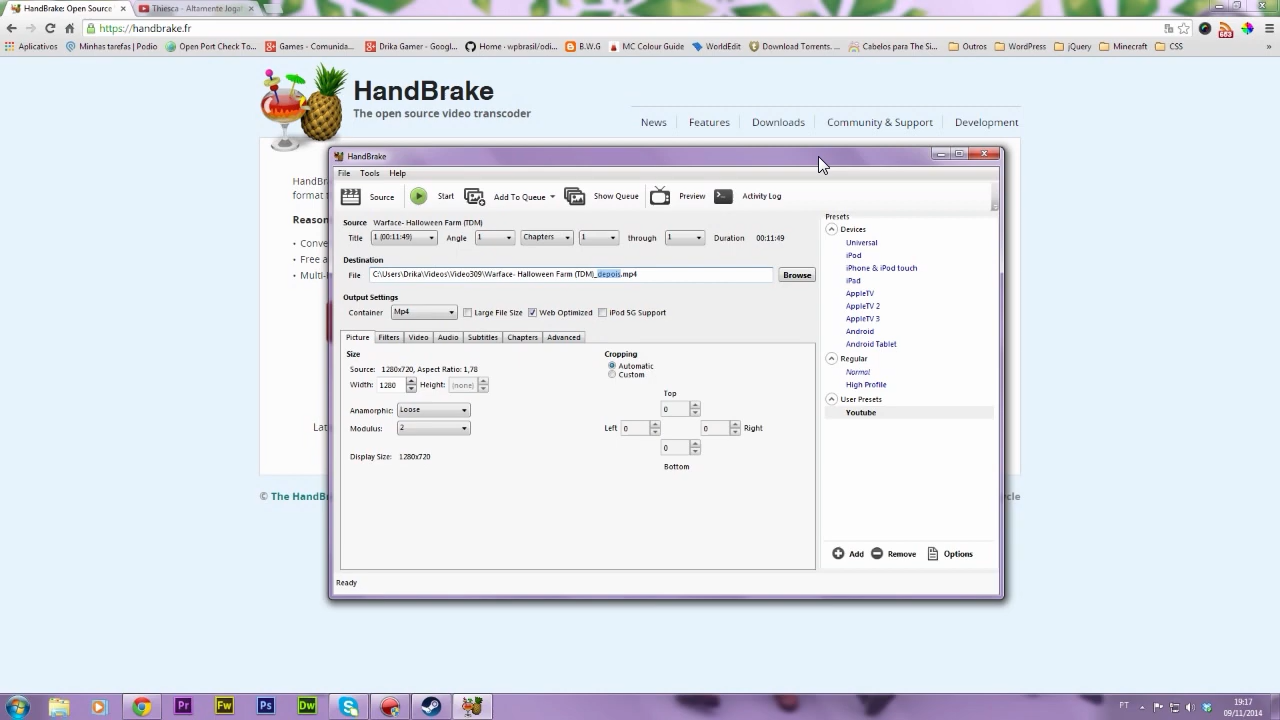 HandBrake: Open Source
Thiesca - Altamente Jogat
https://handbrake.fr
Aplicativos Minhas tarefas | Podio Open Port Check To... Games - Comunida... Drika Gamer - Googl... Home · wpbrasil/odi... B.W.G MC Colour Guide WorldEdit Download Torrents. ... Cabelos para The Si... Outros WordPress jQuery Minecraft CSS »
HandBrake
The open source video transcoder
News Features Downloads Community & Support Development
HandBrake
File Tools Help
Source Start Add To Queue Show Queue Preview Activity Log
Source Warface- Halloween Farm (TDM)
Title 1 (00:11:49) Angle 1 Chapters 1 through 1 Duration 00:11:49
Destination
File C:\Users\Drika\Videos\Video309\Warface- Halloween Farm (TDM)_depois.mp4 Browse
Output Settings
Container Mp4 Large File Size Web Optimized iPod 5G Support
Picture Filters Video Audio Subtitles Chapters Advanced
Size
Source: 1280x720, Aspect Ratio: 1,78
Width: 1280 Height: (none)
Anamorphic: Loose
Modulus: 2
Display Size: 1280x720
Cropping
Automatic
Custom
Top
0
Left 0 0 Right
0
Bottom
Presets
Devices
Universal
iPod
iPhone & iPod touch
iPad
AppleTV
AppleTV 2
AppleTV 3
Android
Android Tablet
Regular
Normal
High Profile
User Presets
Youtube
Add Remove Options
Ready
HandBr
format t
Reason
• Conve
• Free a
• Multi-
Lat
© The HandB
cle
Pr Fw Ps Dw
PT
19:17
09/11/2014